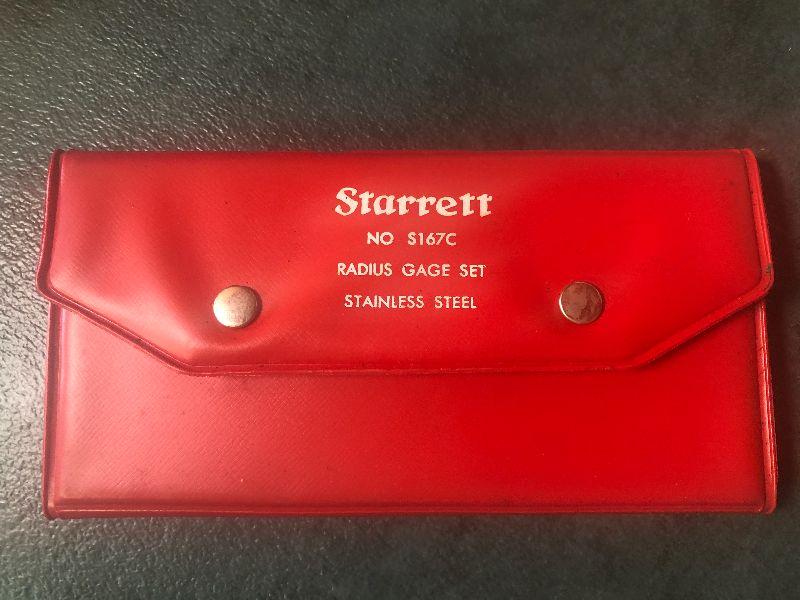 Starrett
NO S167C
RADIUS GAGE SET
STAINLESS STEEL